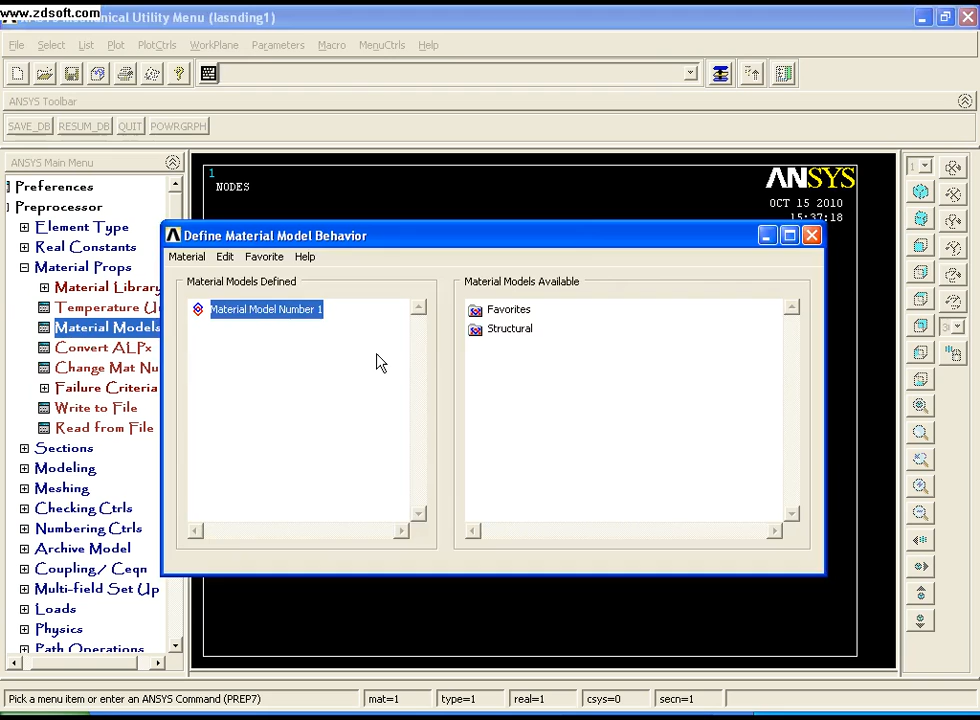 www.zdsoft.com
Mechanical Utility Menu (lasnding1)
File Select List Plot PlotCtrls WorkPlane Parameters Macro MenuCtrls Help
ANSYS Toolbar
SAVE_DB RESUM_DB QUIT POWRGRPH
ANSYS Main Menu
Preferences
Preprocessor
Element Type
Real Constants
Material Props
Material Library
Temperature
Material Models
Convert ALPx
Change Mat
Failure Criteria
Write to File
Read from File
Sections
Modeling
Meshing
Checking Ctrls
Numbering Ctrls
Archive Model
Coupling/ Ceqn
Multi-field Set Up
Loads
Physics
Path Operations
1
NODES
ANSYS
OCT 15 2010
15:37:18
Define Material Model Behavior
Material Edit Favorite Help
Material Models Defined
Material Model Number 1
Material Models Available
Favorites
Structural
1
Pick a menu item or enter an ANSYS Command (PREP7) mat=1 type=1 real=1 csys=0 secn=1